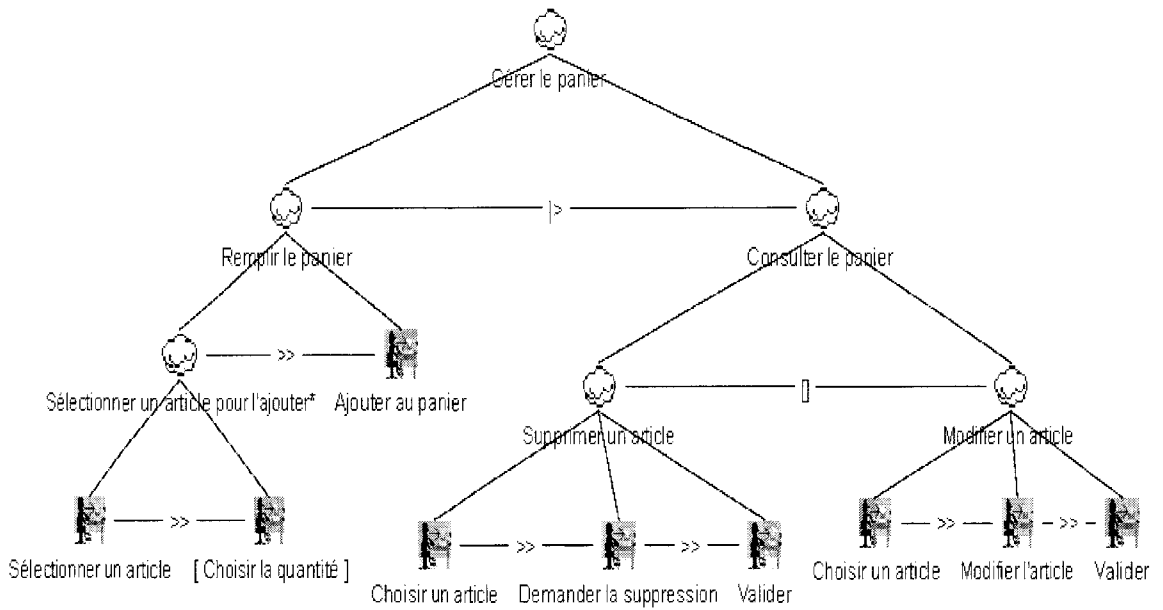 Gérer le panier
|>
Remplir le panier
Consulter le panier
>>
[]
Sélectionner un article pour l'ajouter*
Ajouter au panier
Supprimer un article
Modifier un article
>>
>>
>>
>>
>>
Sélectionner un article
[ Choisir la quantité ]
Choisir un article
Demander la suppression
Valider
Choisir un article
Modifier l'article
Valider